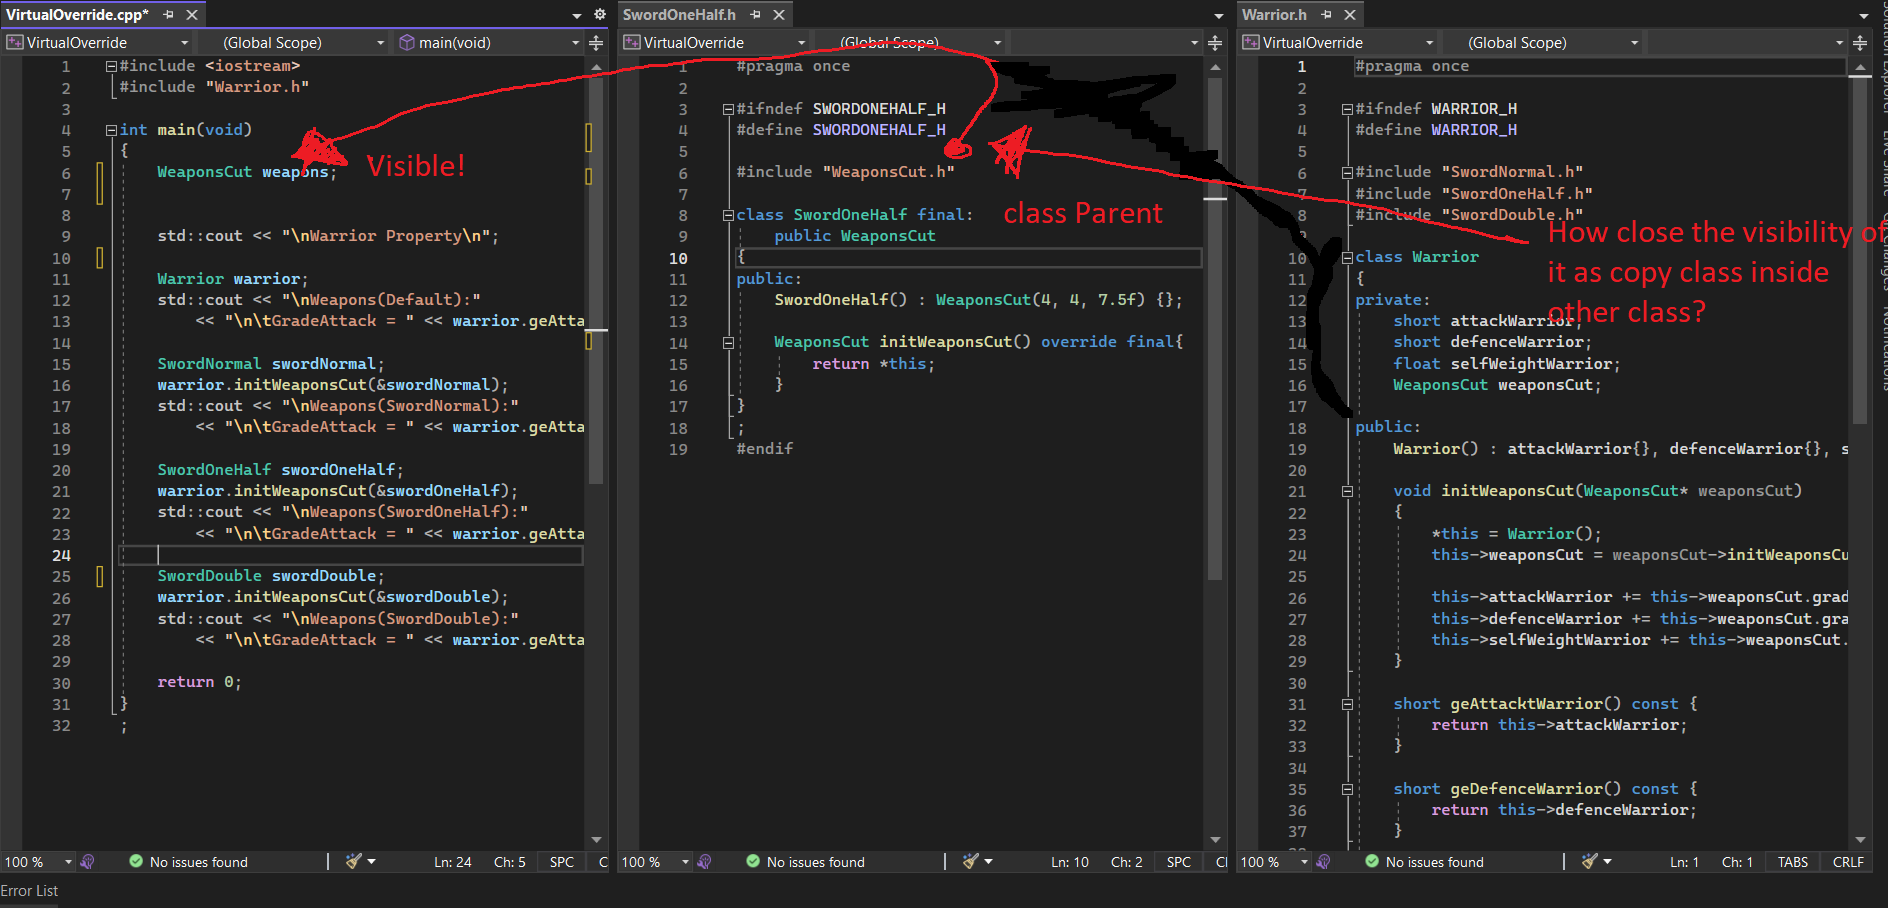 VirtualOverride.cpp*
VirtualOverride
(Global Scope)
main(void)
1 #include <iostream>
2 #include "Warrior.h"
3
4 int main(void)
5 {
6 WeaponsCut weapons;
7
8
9 std::cout << "\nWarrior Property\n";
10
11 Warrior warrior;
12 std::cout << "\nWeapons(Default):"
13 << "\n\tGradeAttack = " << warrior.geAtta
14
15 SwordNormal swordNormal;
16 warrior.initWeaponsCut(&swordNormal);
17 std::cout << "\nWeapons(SwordNormal):"
18 << "\n\tGradeAttack = " << warrior.geAtta
19
20 SwordOneHalf swordOneHalf;
21 warrior.initWeaponsCut(&swordOneHalf);
22 std::cout << "\nWeapons(SwordOneHalf):"
23 << "\n\tGradeAttack = " << warrior.geAtta
24
25 SwordDouble swordDouble;
26 warrior.initWeaponsCut(&swordDouble);
27 std::cout << "\nWeapons(SwordDouble):"
28 << "\n\tGradeAttack = " << warrior.geAtta
29
30 return 0;
31 }
32 ;
Visible!
100 % No issues found Ln: 24 Ch: 5 SPC C
SwordOneHalf.h
VirtualOverride
(Global Scope)
1 #pragma once
2
3 #ifndef SWORDONEHALF_H
4 #define SWORDONEHALF_H
5
6 #include "WeaponsCut.h"
7
8 class SwordOneHalf final:
9 public WeaponsCut
10 {
11 public:
12 SwordOneHalf() : WeaponsCut(4, 4, 7.5f) {};
13
14 WeaponsCut initWeaponsCut() override final{
15 return *this;
16 }
17 }
18 ;
19 #endif
class Parent
100 % No issues found Ln: 10 Ch: 2 SPC
Warrior.h
VirtualOverride
(Global Scope)
1 #pragma once
2
3 #ifndef WARRIOR_H
4 #define WARRIOR_H
5
6 #include "SwordNormal.h"
7 #include "SwordOneHalf.h"
8 #include "SwordDouble.h"
9
10 class Warrior
11 {
12 private:
13 short attackWarrior;
14 short defenceWarrior;
15 float selfWeightWarrior;
16 WeaponsCut weaponsCut;
17
18 public:
19 Warrior() : attackWarrior{}, defenceWarrior{}, s
20
21 void initWeaponsCut(WeaponsCut* weaponsCut)
22 {
23 *this = Warrior();
24 this->weaponsCut = weaponsCut->initWeaponsCu
25
26 this->attackWarrior += this->weaponsCut.grad
27 this->defenceWarrior += this->weaponsCut.gra
28 this->selfWeightWarrior += this->weaponsCut.
29 }
30
31 short geAttacktWarrior() const {
32 return this->attackWarrior;
33 }
34
35 short geDefenceWarrior() const {
36 return this->defenceWarrior;
37 }
How close the visibility of
it as copy class inside
other class?
100 % No issues found Ln: 1 Ch: 1 TABS CRLF
Solution Explorer
Live Share
Git Changes
Notifications
Error List